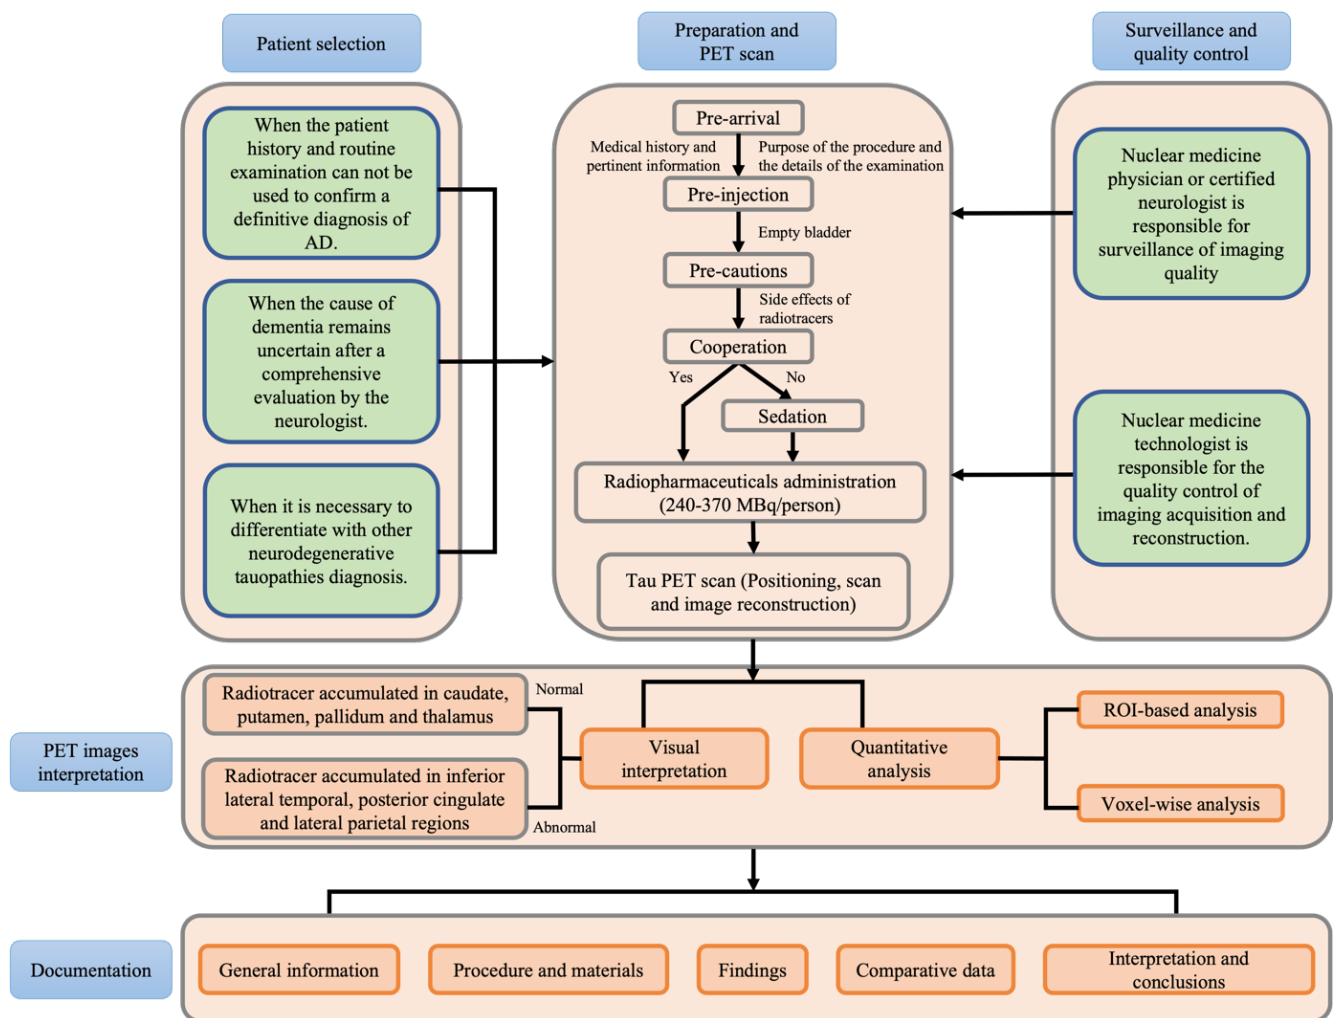 Patient selection
Preparation and
PET scan
Surveillance and
quality control
When the patient
history and routine
examination can not be
used to confirm a
definitive diagnosis of
AD.
When the cause of
dementia remains
uncertain after a
comprehensive
evaluation by the
neurologist.
When it is necessary to
differentiate with other
neurodegenerative
tauopathies diagnosis.
Pre-arrival
Medical history and
pertinent information
Purpose of the procedure and
the details of the examination
Pre-injection
Empty bladder
Pre-cautions
Side effects of
radiotracers
Cooperation
Yes
No
Sedation
Radiopharmaceuticals administration
(240-370 MBq/person)
Tau PET scan (Positioning, scan
and image reconstruction)
Nuclear medicine
physician or certified
neurologist is
responsible for
surveillance of imaging
quality
Nuclear medicine
technologist is
responsible for the
quality control of
imaging acquisition and
reconstruction.
PET images
interpretation
Radiotracer accumulated in caudate,
putamen, pallidum and thalamus
Normal
Radiotracer accumulated in inferior
lateral temporal, posterior cingulate
and lateral parietal regions
Abnormal
Visual
interpretation
Quantitative
analysis
ROI-based analysis
Voxel-wise analysis
Documentation
General information
Procedure and materials
Findings
Comparative data
Interpretation and
conclusions